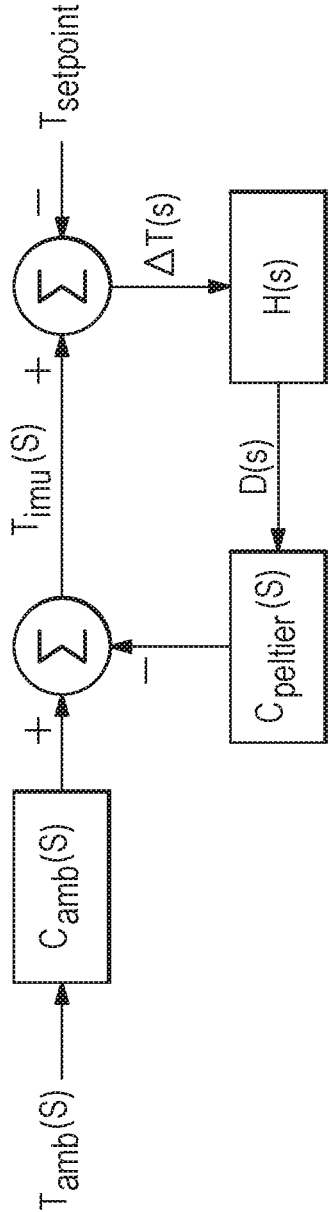 T_amb(S)
C_amb(S)
+
Σ
−
T_imu(S)
+
Σ
−
T_setpoint
ΔT(s)
H(s)
D(s)
C_peltier(S)